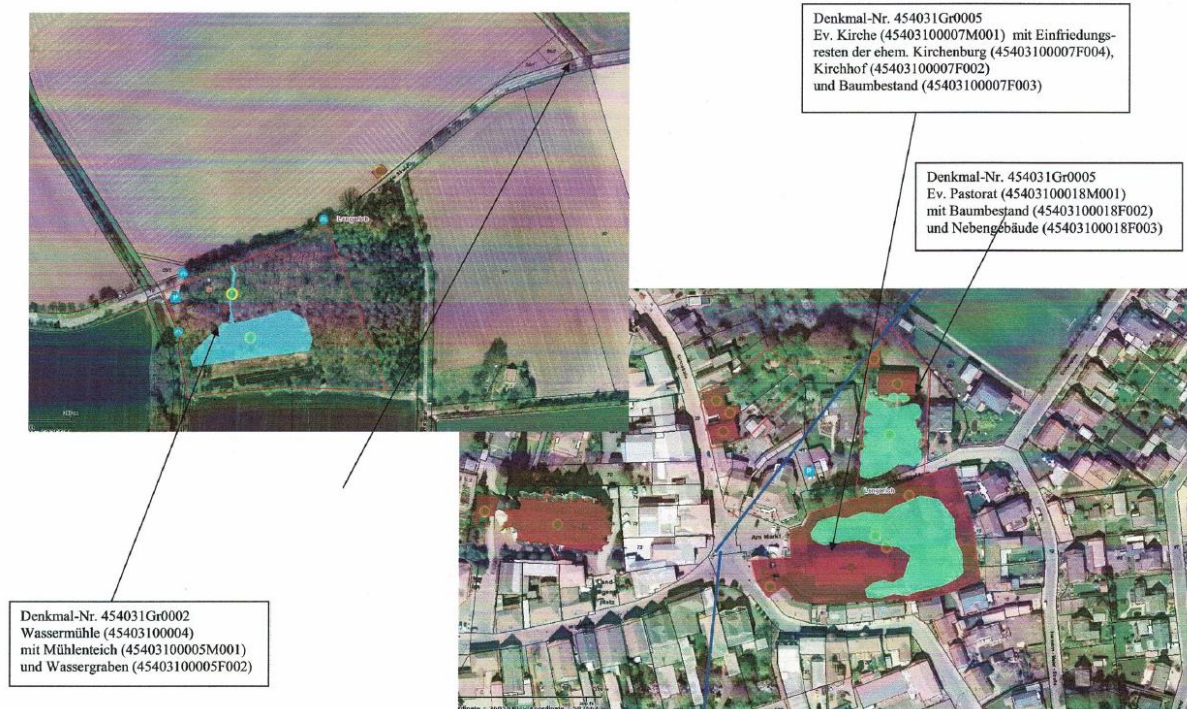 Denkmal-Nr. 454031Gr0005
Ev. Kirche (45403100007M001) mit Einfriedungs-
resten der ehem. Kirchenburg (45403100007F004),
Kirchhof (45403100007F002)
und Baumbestand (45403100007F003)
Denkmal-Nr. 454031Gr0005
Ev. Pastorat (45403100018M001)
mit Baumbestand (45403100018F002)
und Nebengebäude (45403100018F003)
P
P
Am Markt
Denkmal-Nr. 454031Gr0002
Wassermühle (45403100004)
mit Mühlenteich (45403100005M001)
und Wassergraben (45403100005F002)